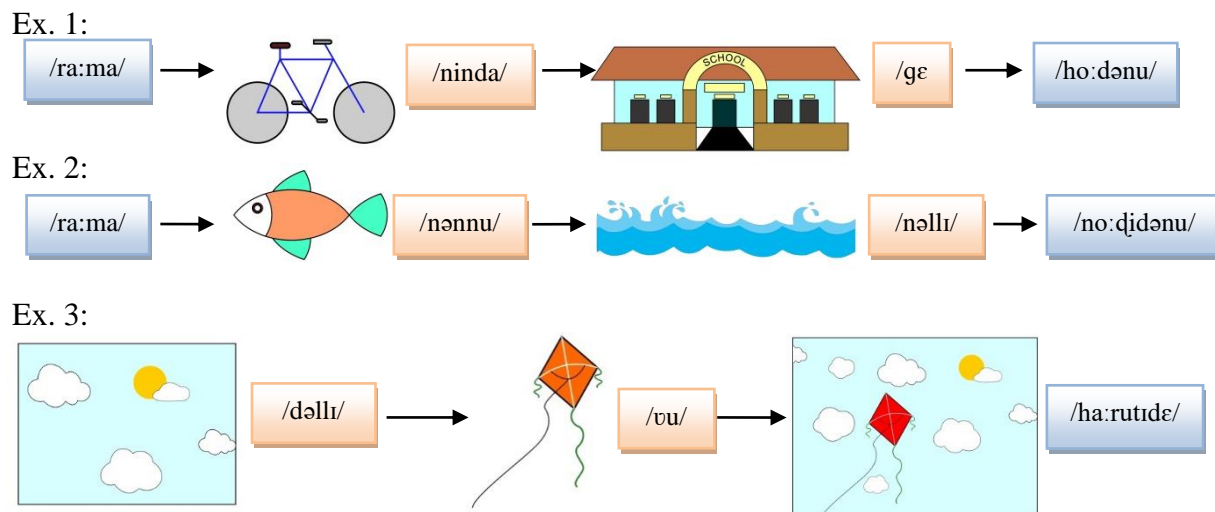 Ex. 1:
/ra:ma/ /ninda/ SCHOOL /gɛ/ /ho:dənu/
Ex. 2:
/ra:ma/ /nənnu/ /nəllɪ/ /no:ɖidənu/
Ex. 3:
/dəllɪ/ /ʋu/ /ha:rutɪdɛ/